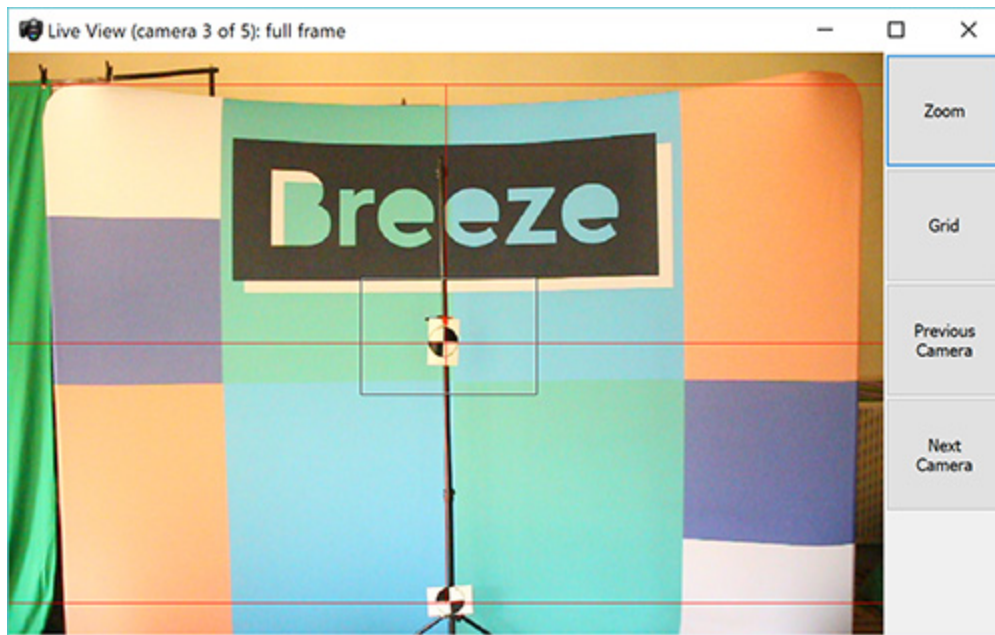 Live View (camera 3 of 5): full frame
Zoom
Breeze
Grid
Previous
Camera
Next
Camera